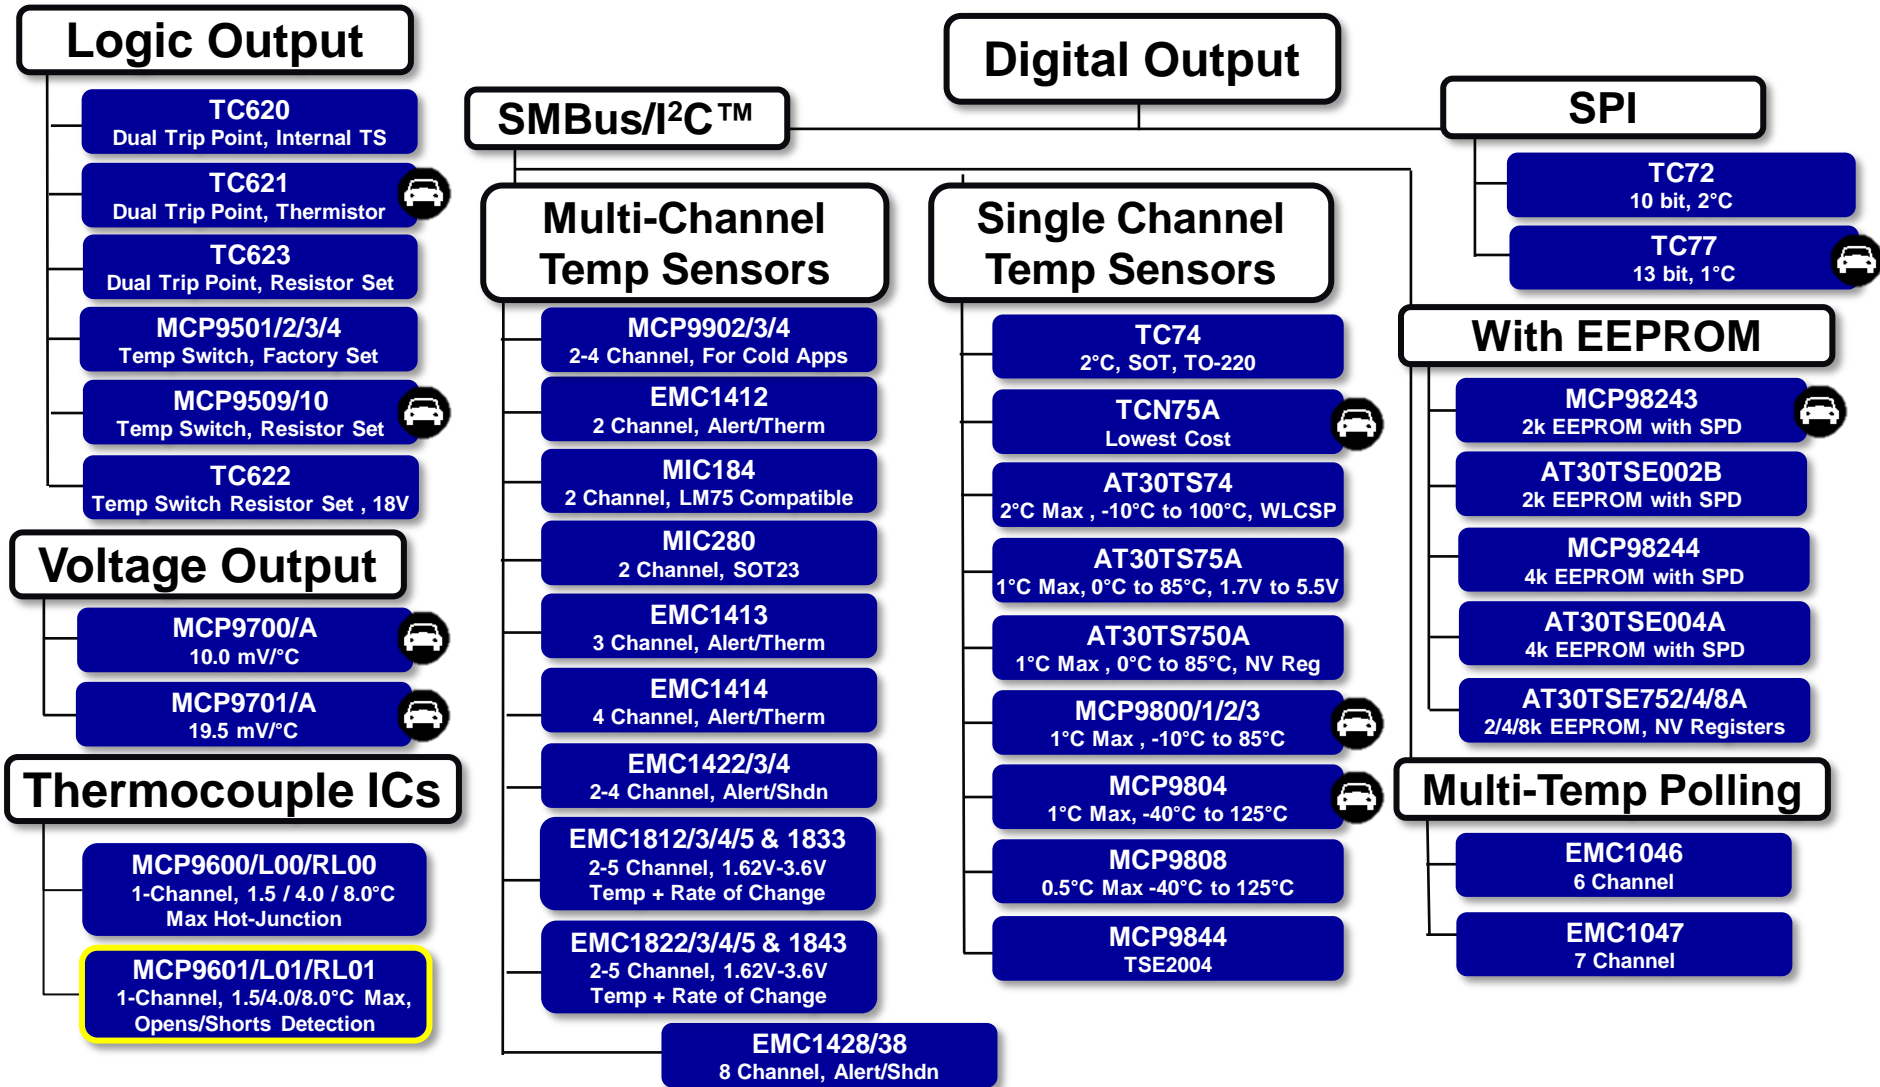 Logic Output
TC620
Dual Trip Point, Internal TS
TC621
Dual Trip Point, Thermistor
TC623
Dual Trip Point, Resistor Set
MCP9501/2/3/4
Temp Switch, Factory Set
MCP9509/10
Temp Switch, Resistor Set
TC622
Temp Switch Resistor Set , 18V
Voltage Output
MCP9700/A
10.0 mV/°C
MCP9701/A
19.5 mV/°C
Thermocouple ICs
MCP9600/L00/RL00
1-Channel, 1.5 / 4.0 / 8.0°C
Max Hot-Junction
MCP9601/L01/RL01
1-Channel, 1.5/4.0/8.0°C Max,
Opens/Shorts Detection
Digital Output
SMBus/I²C™
Multi-Channel
Temp Sensors
MCP9902/3/4
2-4 Channel, For Cold Apps
EMC1412
2 Channel, Alert/Therm
MIC184
2 Channel, LM75 Compatible
MIC280
2 Channel, SOT23
EMC1413
3 Channel, Alert/Therm
EMC1414
4 Channel, Alert/Therm
EMC1422/3/4
2-4 Channel, Alert/Shdn
EMC1812/3/4/5 & 1833
2-5 Channel, 1.62V-3.6V
Temp + Rate of Change
EMC1822/3/4/5 & 1843
2-5 Channel, 1.62V-3.6V
Temp + Rate of Change
EMC1428/38
8 Channel, Alert/Shdn
Single Channel
Temp Sensors
TC74
2°C, SOT, TO-220
TCN75A
Lowest Cost
AT30TS74
2°C Max , -10°C to 100°C, WLCSP
AT30TS75A
1°C Max, 0°C to 85°C, 1.7V to 5.5V
AT30TS750A
1°C Max , 0°C to 85°C, NV Reg
MCP9800/1/2/3
1°C Max , -10°C to 85°C
MCP9804
1°C Max, -40°C to 125°C
MCP9808
0.5°C Max -40°C to 125°C
MCP9844
TSE2004
SPI
TC72
10 bit, 2°C
TC77
13 bit, 1°C
With EEPROM
MCP98243
2k EEPROM with SPD
AT30TSE002B
2k EEPROM with SPD
MCP98244
4k EEPROM with SPD
AT30TSE004A
4k EEPROM with SPD
AT30TSE752/4/8A
2/4/8k EEPROM, NV Registers
Multi-Temp Polling
EMC1046
6 Channel
EMC1047
7 Channel